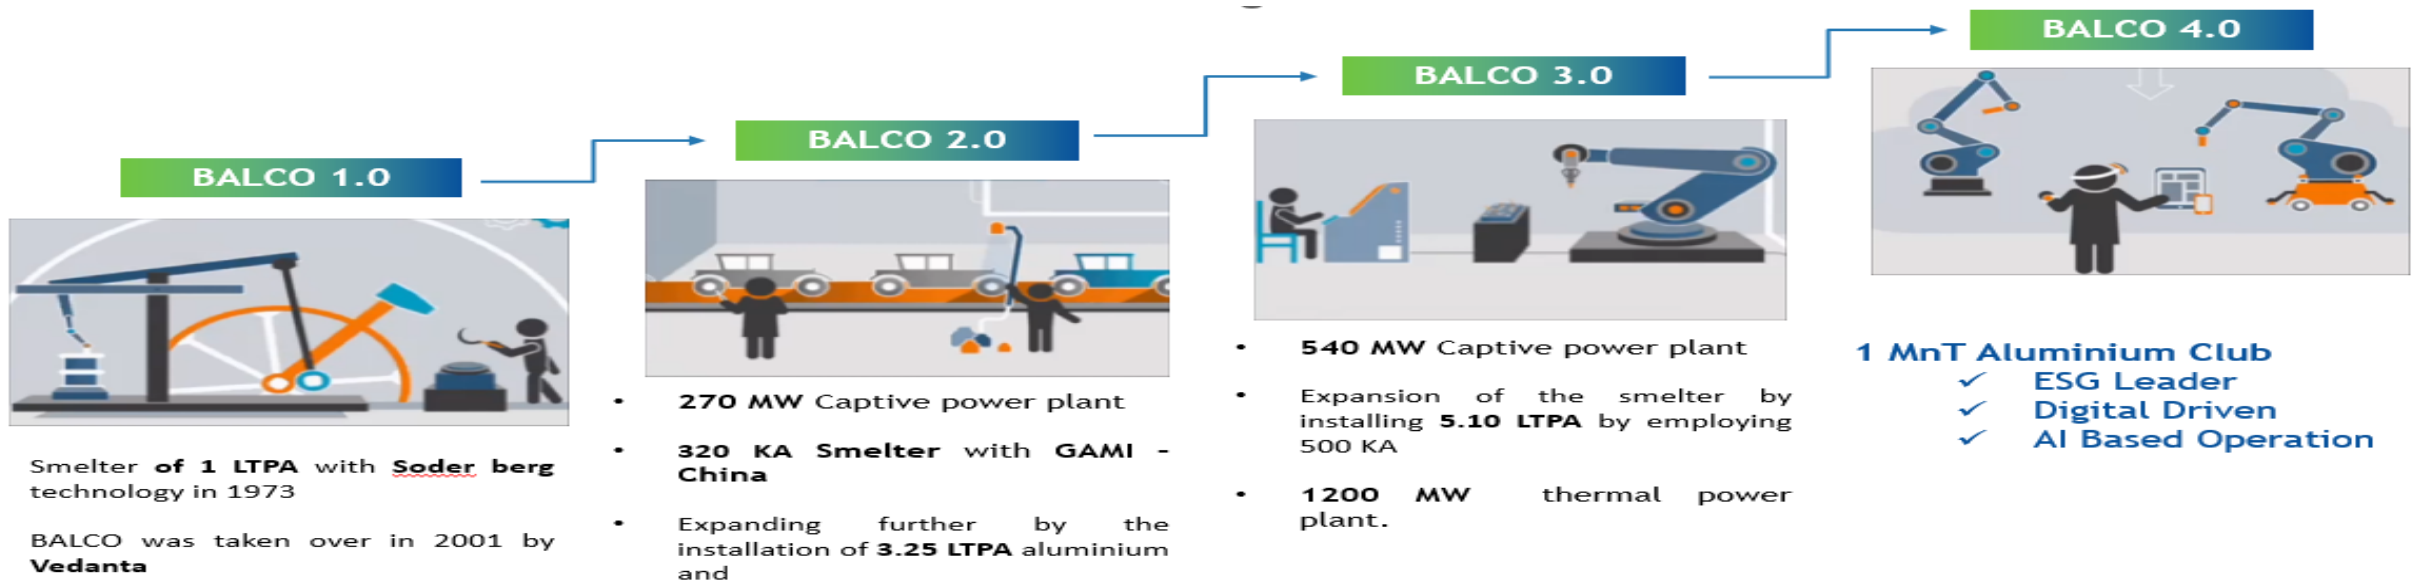 BALCO 1.0
Smelter of 1 LTPA with Soder berg
technology in 1973
BALCO was taken over in 2001 by
Vedanta
BALCO 2.0
• 270 MW Captive power plant
• 320 KA Smelter with GAMI -
China
• Expanding further by the
installation of 3.25 LTPA aluminium
and
BALCO 3.0
• 540 MW Captive power plant
• Expansion of the smelter by
installing 5.10 LTPA by employing
500 KA
• 1200 MW thermal power
plant.
BALCO 4.0
1 MnT Aluminium Club
✓ ESG Leader
✓ Digital Driven
✓ AI Based Operation